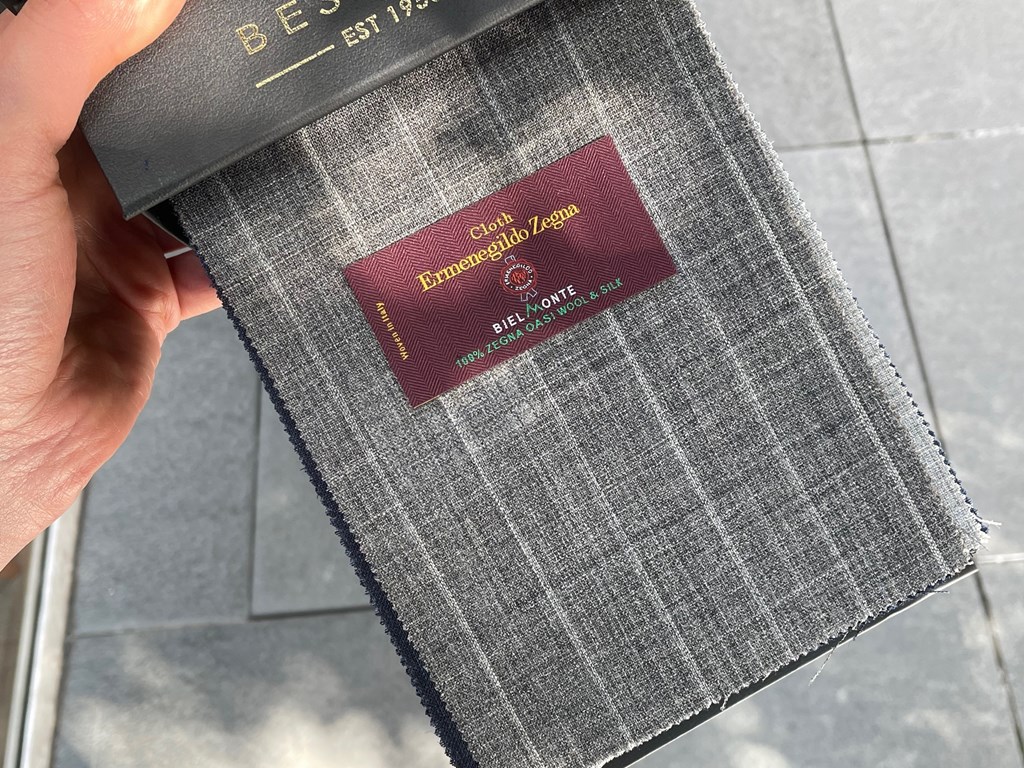 BES
EST 195
Cloth
Ermenegildo Zegna
BIELMONTE
100% ZEGNA OASI WOOL & SILK
Woven in Italy